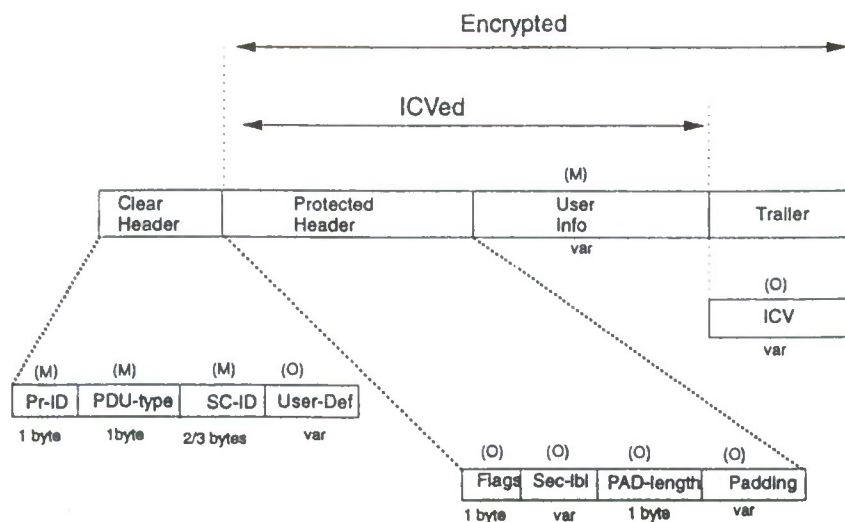 Encrypted
ICVed
(M)
Clear Header
Protected Header
User Info
Trailer
var
(O)
ICV
var
(M) (M) (M) (O)
Pr-ID PDU-type SC-ID User-Def
1 byte 1byte 2/3 bytes var
(O) (O) (O) (O)
Flags Sec-lbl PAD-length Padding
1 byte var 1 byte var